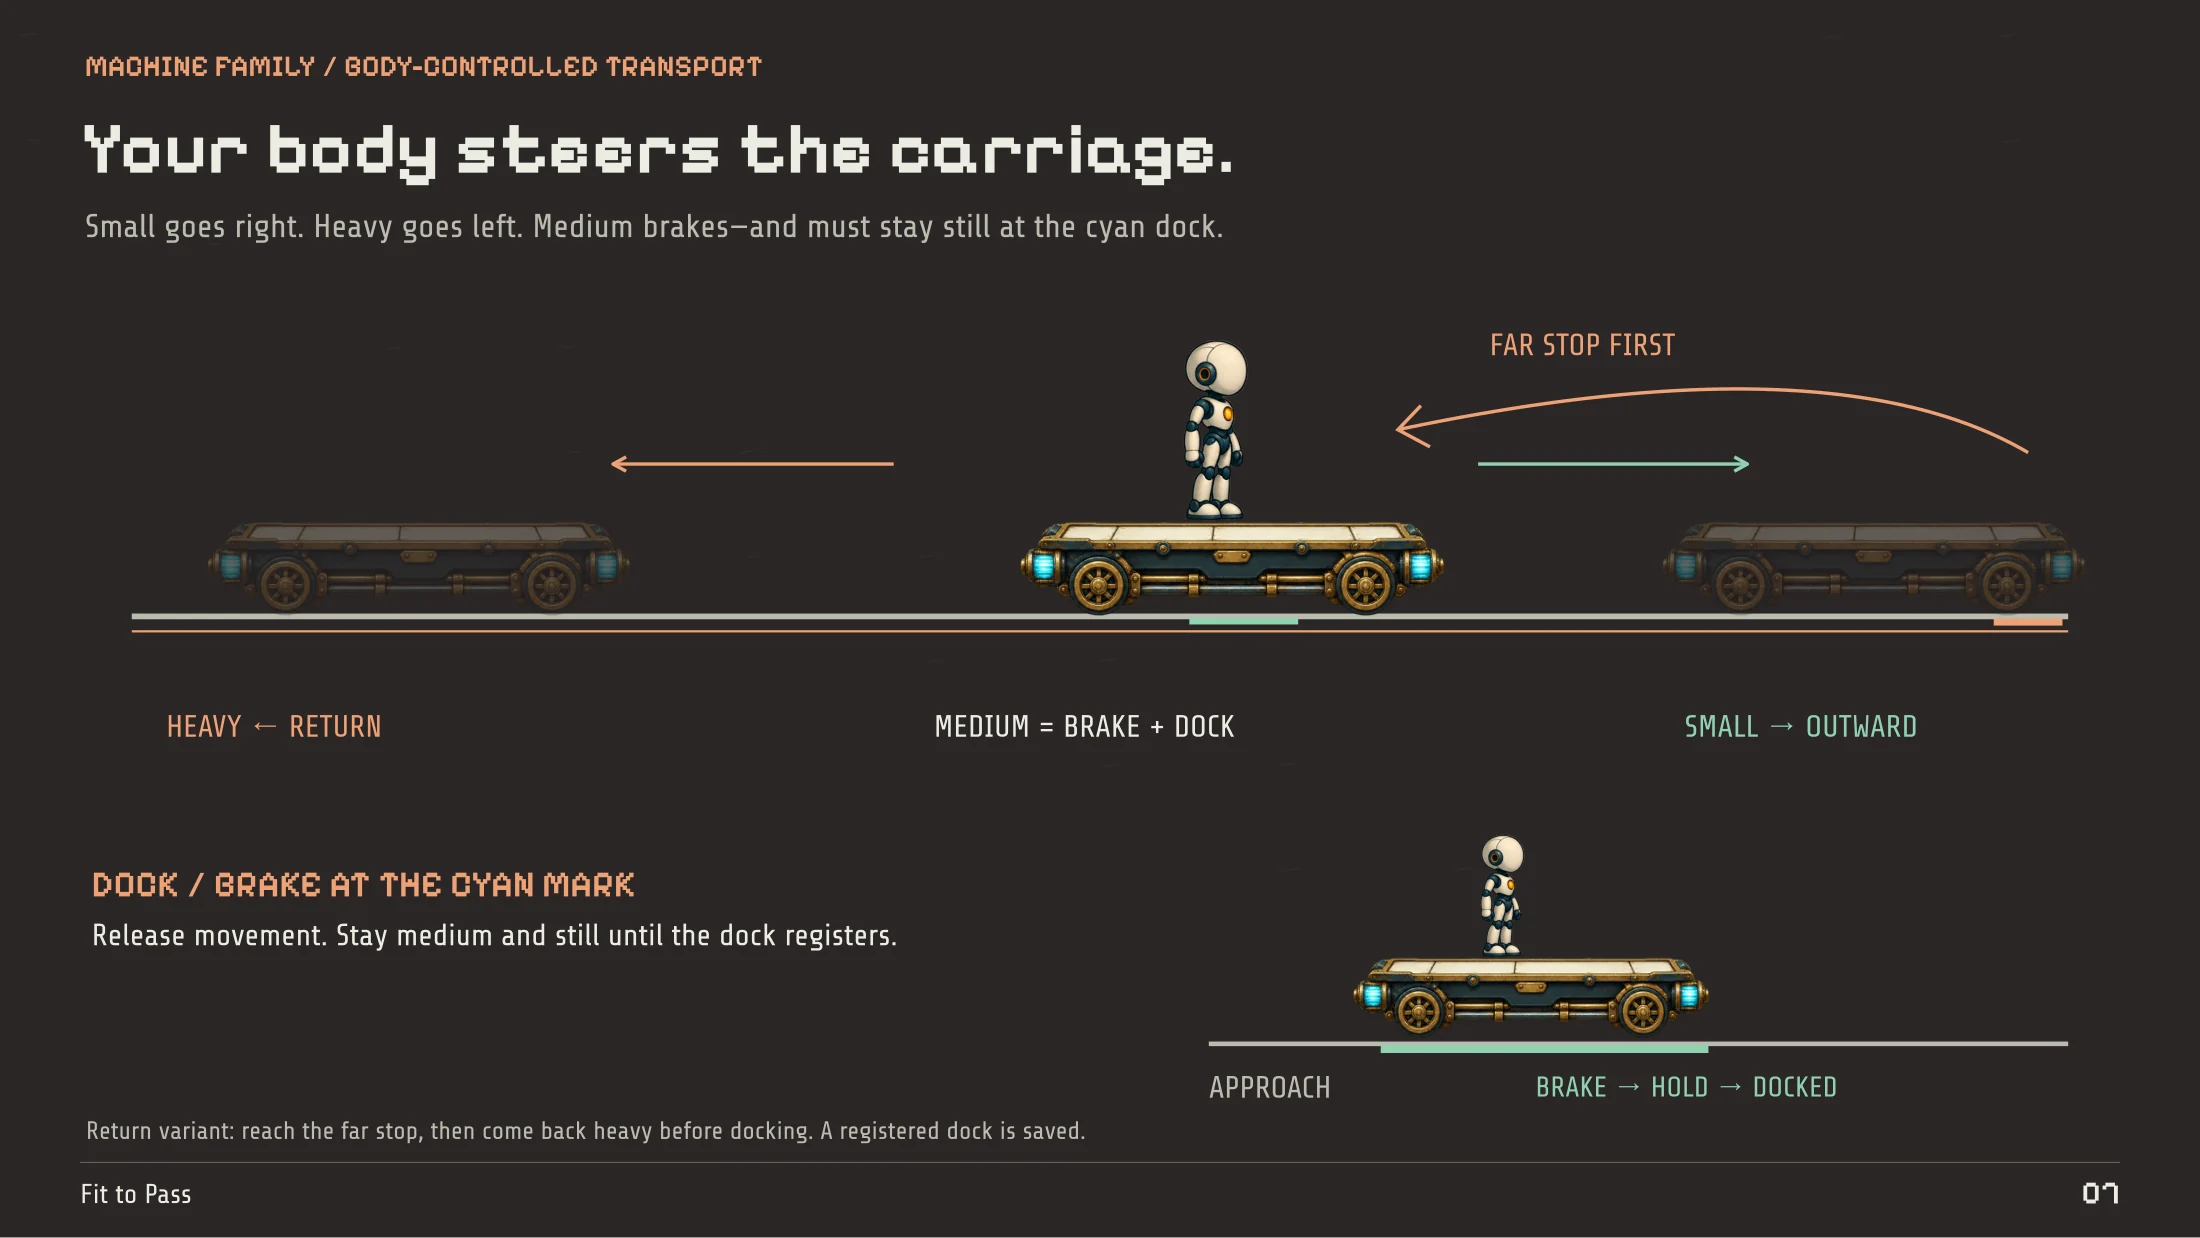 MACHINE FAMILY / BODY-CONTROLLED TRANSPORT
Your body steers the carriage.
Small goes right. Heavy goes left. Medium brakes—and must stay still at the cyan dock.
FAR STOP FIRST
HEAVY ← RETURN
MEDIUM = BRAKE + DOCK
SMALL → OUTWARD
DOCK / BRAKE AT THE CYAN MARK
Release movement. Stay medium and still until the dock registers.
APPROACH
BRAKE → HOLD → DOCKED
Return variant: reach the far stop, then come back heavy before docking. A registered dock is saved.
Fit to Pass
07